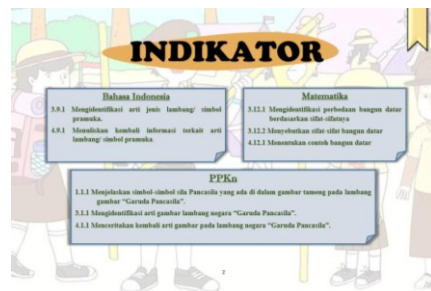 INDIKATOR
Bahasa Indonesia
3.9.1 Mengidentifikasi arti jenis lambang/ simbol
pramuka.
4.9.1 Menuliskan kembali informasi terkait arti
lambang/ simbol pramuka
Matematika
3.12.1 Mengidentifikasi perbedaan bangun datar
berdasarkan sifat-sifatnya
3.12.2 Menyebutkan sifat-sifat bangun datar
4.12.1 Menentukan contoh bangun datar
PPKn
1.1.1 Menjelaskan simbol-simbol sila Pancasila yang ada di dalam gambar tameng pada lambang
gambar “Garuda Pancasila”.
3.1.1 Mengidentifikasi arti gambar lambang negara “Garuda Pancasila”.
4.1.1 Menceritakan kembali arti gambar pada lambang negara “Garuda Pancasila”.
2